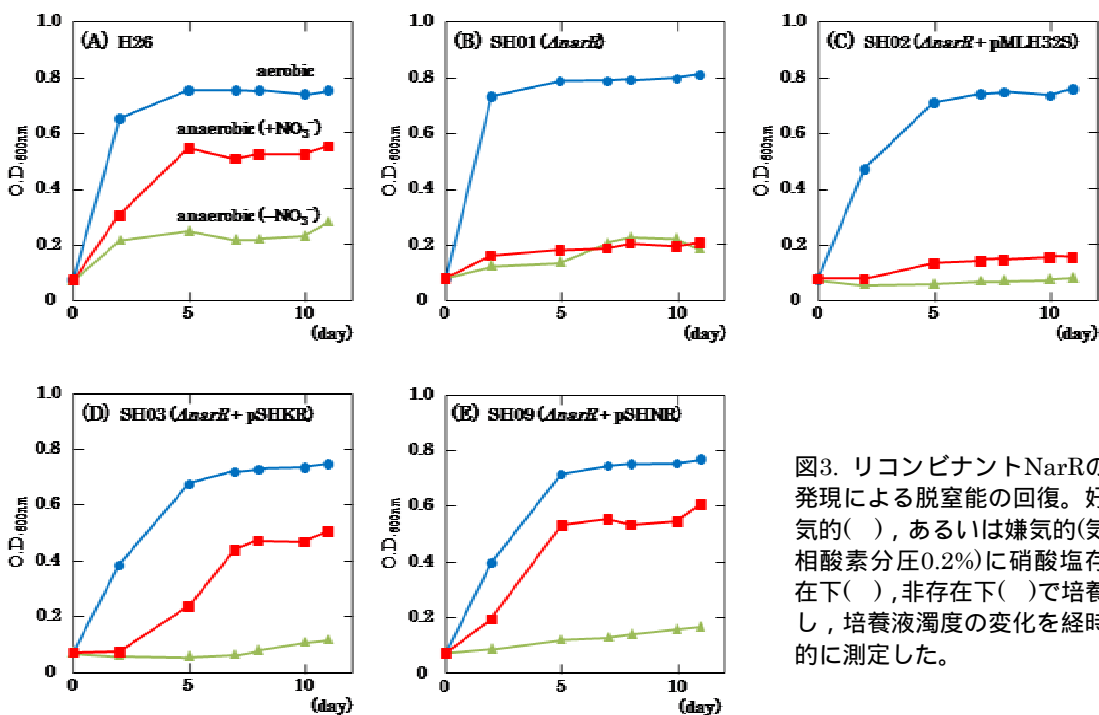 (A) H26
1.0
0.8
0.6
0.4
0.2
0
O.D.600nm
aerobic
anaerobic (+NO3⁻)
anaerobic (−NO3⁻)
0 5 10
(day)
(B) SH01 (ΔnarR)
1.0
0.8
0.6
0.4
0.2
0
O.D.600nm
0 5 10
(day)
(C) SH02 (ΔnarR + pMLH32S)
1.0
0.8
0.6
0.4
0.2
0
O.D.600nm
0 5 10
(day)
(D) SH03 (ΔnarR + pSHKR)
1.0
0.8
0.6
0.4
0.2
0
O.D.600nm
0 5 10
(day)
(E) SH09 (ΔnarR + pSHNR)
1.0
0.8
0.6
0.4
0.2
0
O.D.600nm
0 5 10
(day)
図3. リコンビナントNarRの
発現による脱窒能の回復。好
気的( )，あるいは嫌気的(気
相酸素分圧0.2%)に硝酸塩存
在下( )，非存在下( )で培養
し，培養液濁度の変化を経時
的に測定した。